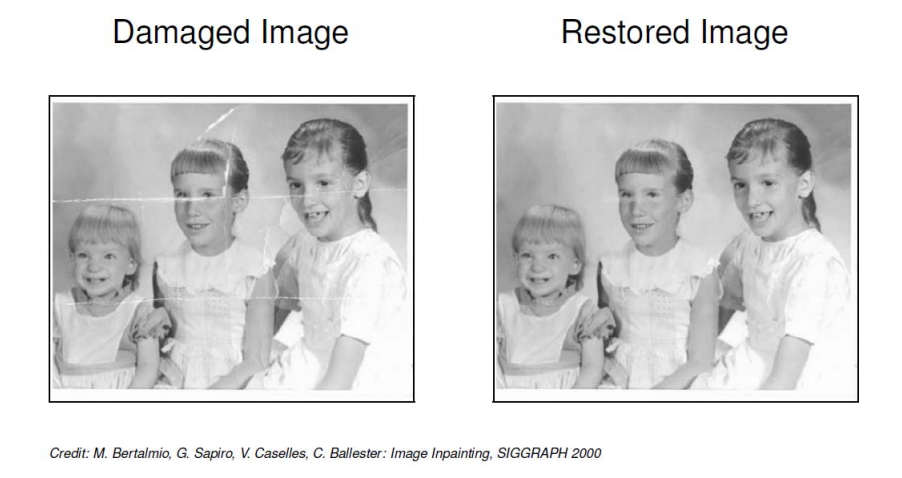 Damaged Image
Restored Image
Credit: M. Bertalmio, G. Sapiro, V. Caselles, C. Ballester: Image Inpainting, SIGGRAPH 2000